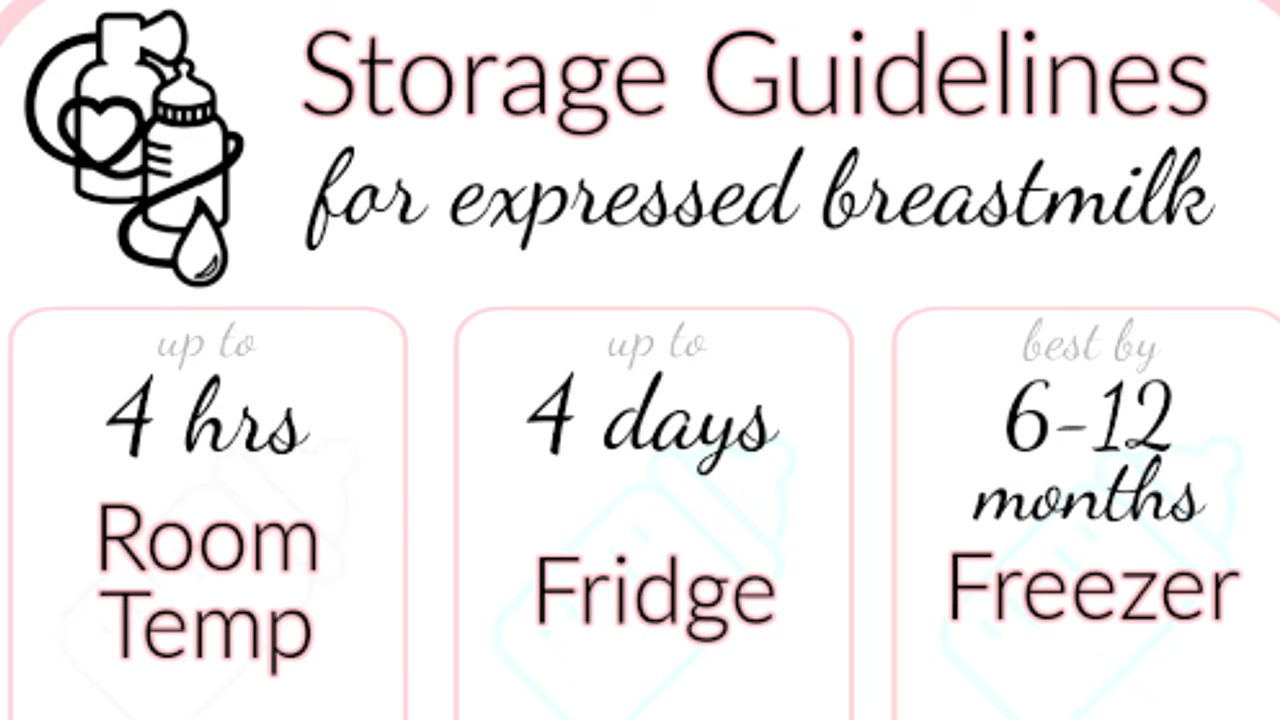 Storage Guidelines
for expressed breastmilk
up to
4 hrs
Room
Temp
up to
4 days
Fridge
best by
6-12
months
Freezer